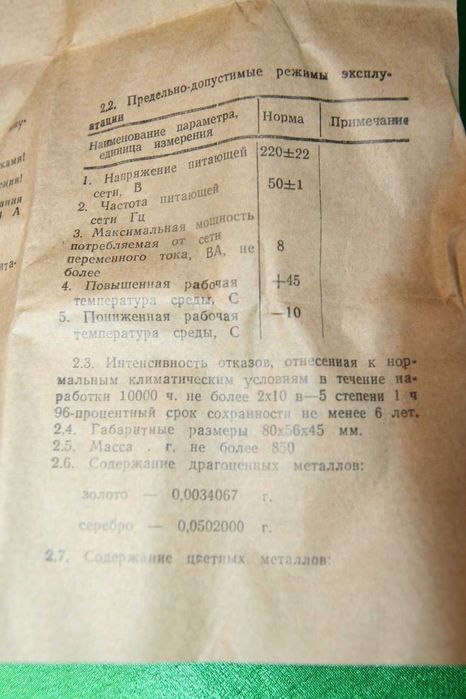 2.2. Предельно-допустимые режимы эксплу-
атации
Наименование параметра, Норма Примечание
единица измерения
1. Напряжение питающей 220±22
сети, В
2. Частота питающей 50±1
сети Гц
3. Максимальная мощность
потребляемая от сети
переменного тока, ВА, не 8
более
4. Повышенная рабочая +45
температура среды, С
5. Пониженная рабочая —10
температура среды, С
2.3. Интенсивность отказов, отнесенная к нор-
мальным климатическим условиям в течение на-
работки 10000 ч. не более 2х10 в—5 степени 1 ч
96-процентный срок сохранности не менее 6 лет.
2.4. Габаритные размеры 80х56х45 мм.
2.5. Масса . г. не более 850
2.6. Содержание драгоценных металлов:
золото — 0,0034067 г.
серебро — 0,0502000 г.
2.7. Содержание цветных металлов: